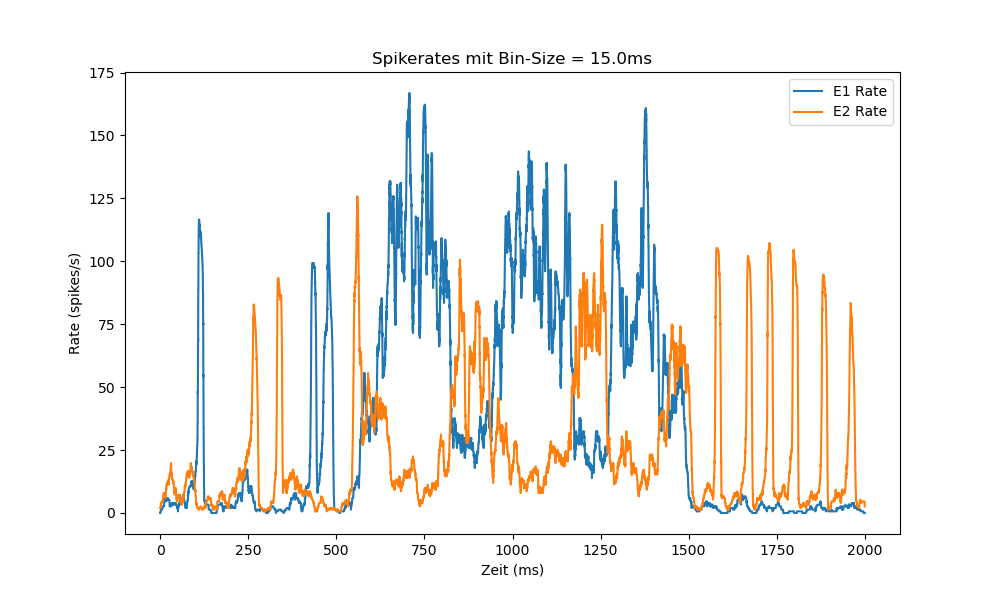 Spikerates mit Bin-Size = 15.0ms
E1 Rate
E2 Rate
Rate (spikes/s)
175
150
125
100
75
50
25
0
0 250 500 750 1000 1250 1500 1750 2000
Zeit (ms)